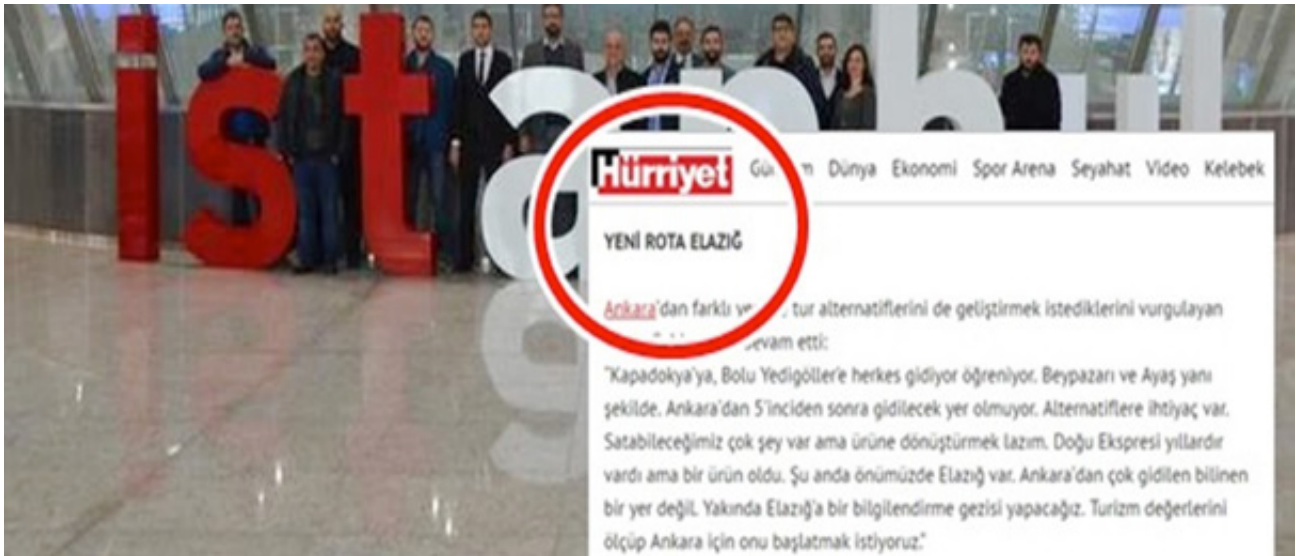 istanbul
Hürriyet
Dünya Ekonomi Spor Arena Seyahat Video Kelebek
YENİ ROTA ELAZIĞ
Ankara'dan farklı tur alternatiflerini de geliştirmek istediklerini vurgulayan
devam etti:
"Kapadokya'ya, Bolu Yedigöller'e herkes gidiyor öğreniyor. Beypazarı ve Ayaş yanı
şekilde. Ankara'dan 5'inciden sonra gidilecek yer olmuyor. Alternatiflere ihtiyaç var.
Satabileceğimiz çok şey var ama ürüne dönüştürmek lazım. Doğu Ekspresi yıllardır
vardı ama bir ürün oldu. Şu anda önümüzde Elazığ var. Ankara'dan çok gidilen bilinen
bir yer değil. Yakında Elazığ'a bir bilgilendirme gezisi yapacağız. Turizm değerlerini
ölçüp Ankara için onu başlatmak istiyoruz."